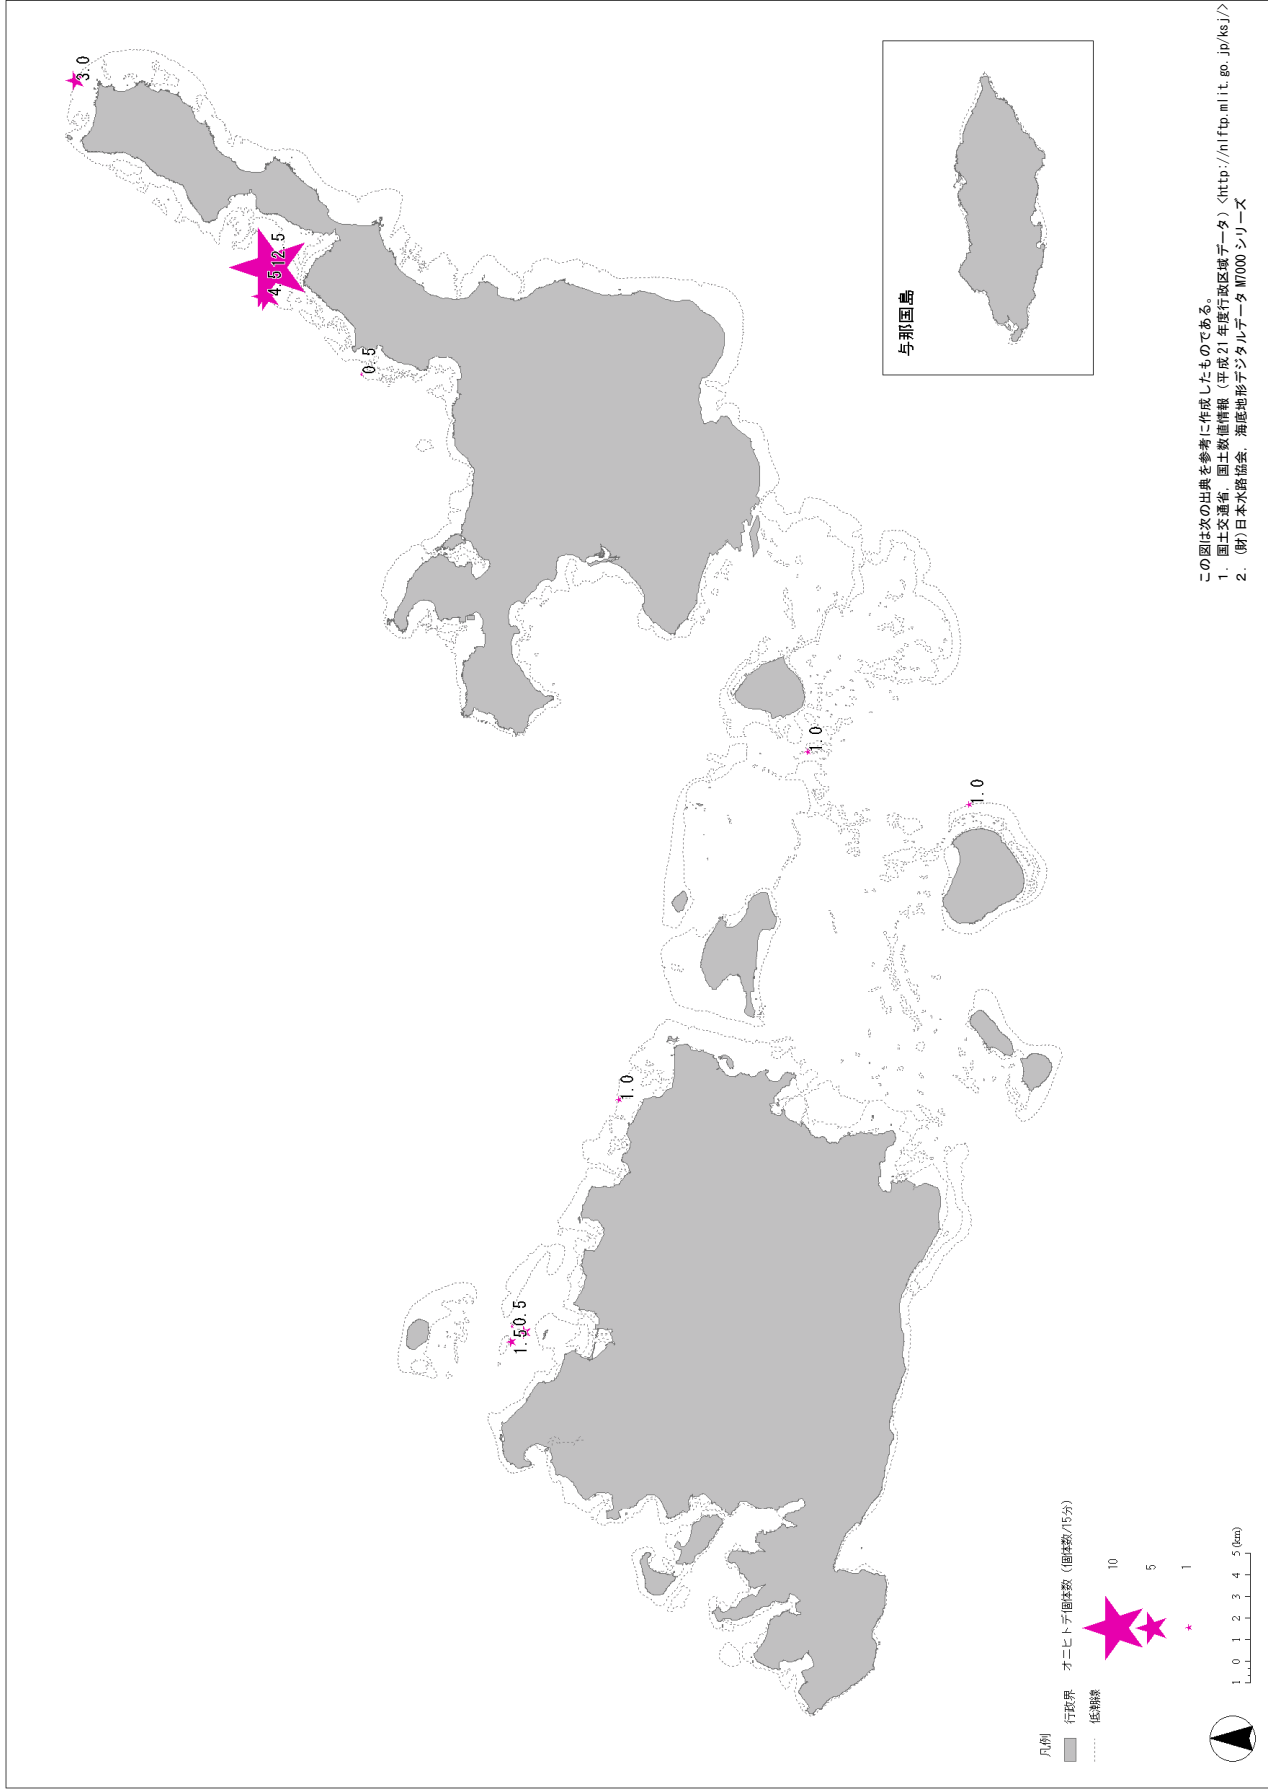 3.0
12.5
4.5
0.5
1.0
1.0
1.0
0.5
1.5
与那国島
凡例
行政界
低潮線
オニヒトデ個体数 (個体数/15分)
10
5
1
1 0 1 2 3 4 5 (km)
この図は次の出典を参考に作成したものである。
1. 国土交通省, 国土数値情報 (平成21年度行政区域データ) <http://nlftp.mlit.go.jp/ksj/>
2. (財)日本水路協会, 海底地形デジタルデータ M7000 シリーズ